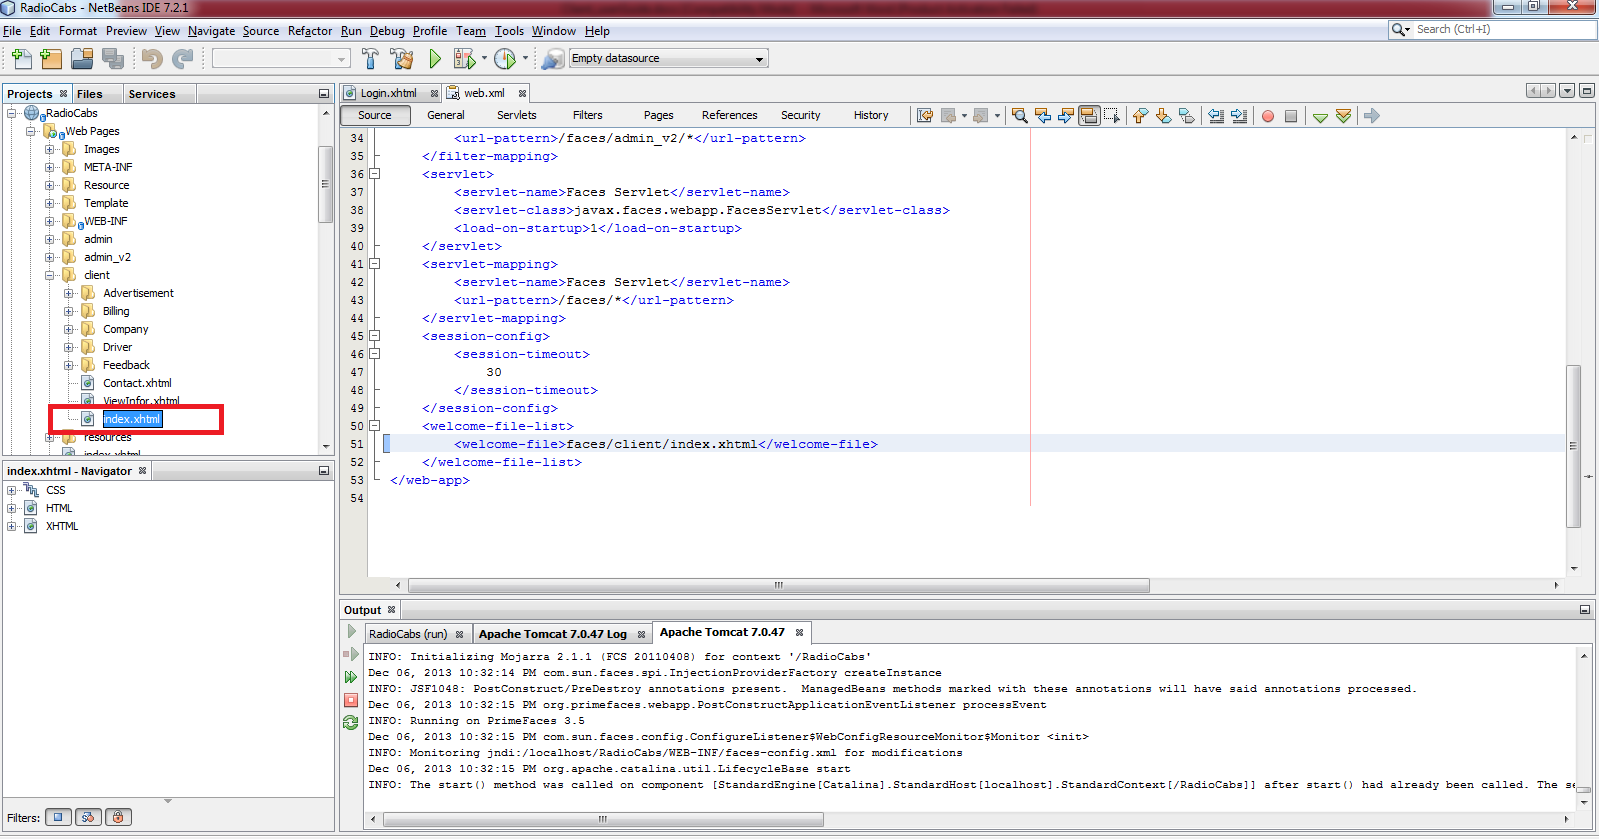 RadioCabs - NetBeans IDE 7.2.1
File Edit Format Preview View Navigate Source Refactor Run Debug Profile Team Tools Window Help
Search (Ctrl+I)
Empty datasource
Projects Files Services
RadioCabs
Web Pages
Images
META-INF
Resource
Template
WEB-INF
admin
admin_v2
client
Advertisement
Billing
Company
Driver
Feedback
Contact.xhtml
ViewInfor.xhtml
index.xhtml
resources
index.xhtml
index.xhtml - Navigator
CSS
HTML
XHTML
Filters:
Login.xhtml web.xml
Source General Servlets Filters Pages References Security History
34 <url-pattern>/faces/admin_v2/*</url-pattern>
35 </filter-mapping>
36 <servlet>
37 <servlet-name>Faces Servlet</servlet-name>
38 <servlet-class>javax.faces.webapp.FacesServlet</servlet-class>
39 <load-on-startup>1</load-on-startup>
40 </servlet>
41 <servlet-mapping>
42 <servlet-name>Faces Servlet</servlet-name>
43 <url-pattern>/faces/*</url-pattern>
44 </servlet-mapping>
45 <session-config>
46 <session-timeout>
47 30
48 </session-timeout>
49 </session-config>
50 <welcome-file-list>
51 <welcome-file>faces/client/index.xhtml</welcome-file>
52 </welcome-file-list>
53 </web-app>
54
Output
RadioCabs (run) Apache Tomcat 7.0.47 Log Apache Tomcat 7.0.47
INFO: Initializing Mojarra 2.1.1 (FCS 20110408) for context '/RadioCabs'
Dec 06, 2013 10:32:14 PM com.sun.faces.spi.InjectionProviderFactory createInstance
INFO: JSF1048: PostConstruct/PreDestroy annotations present.  ManagedBeans methods marked with these annotations will have said annotations processed.
Dec 06, 2013 10:32:15 PM org.primefaces.webapp.PostConstructApplicationEventListener processEvent
INFO: Running on PrimeFaces 3.5
Dec 06, 2013 10:32:15 PM com.sun.faces.config.ConfigureListener$WebConfigResourceMonitor$Monitor <init>
INFO: Monitoring jndi:/localhost/RadioCabs/WEB-INF/faces-config.xml for modifications
Dec 06, 2013 10:32:15 PM org.apache.catalina.util.LifecycleBase start
INFO: The start() method was called on component [StandardEngine[Catalina].StandardHost[localhost].StandardContext[/RadioCabs]] after start() had already been called. The se